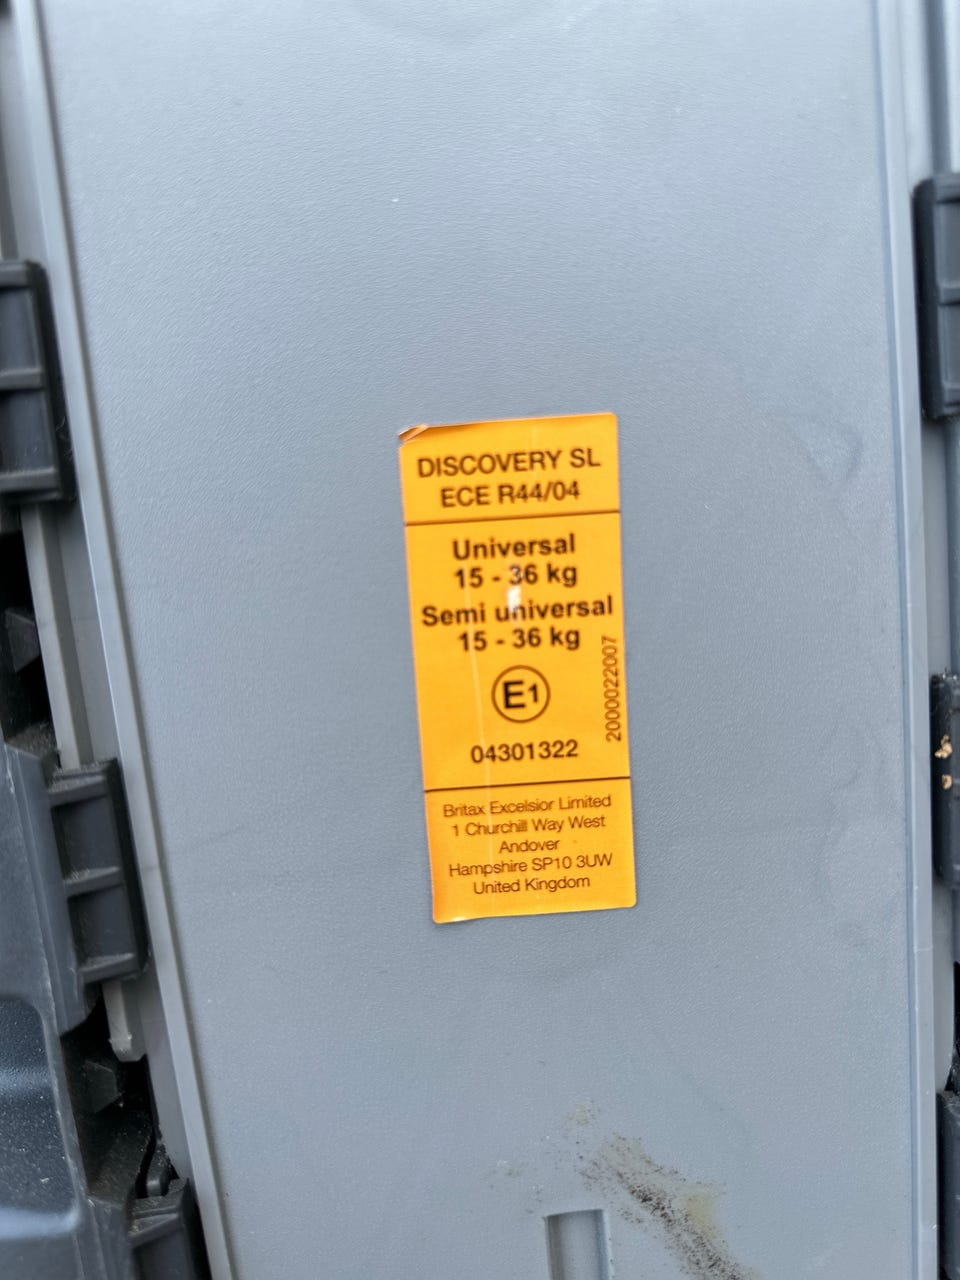 DISCOVERY SL
ECE R44/04
Universal
15 - 36 kg
Semi universal
15 - 36 kg
E1
2000022007
04301322
Britax Excelsior Limited
1 Churchill Way West
Andover
Hampshire SP10 3UW
United Kingdom